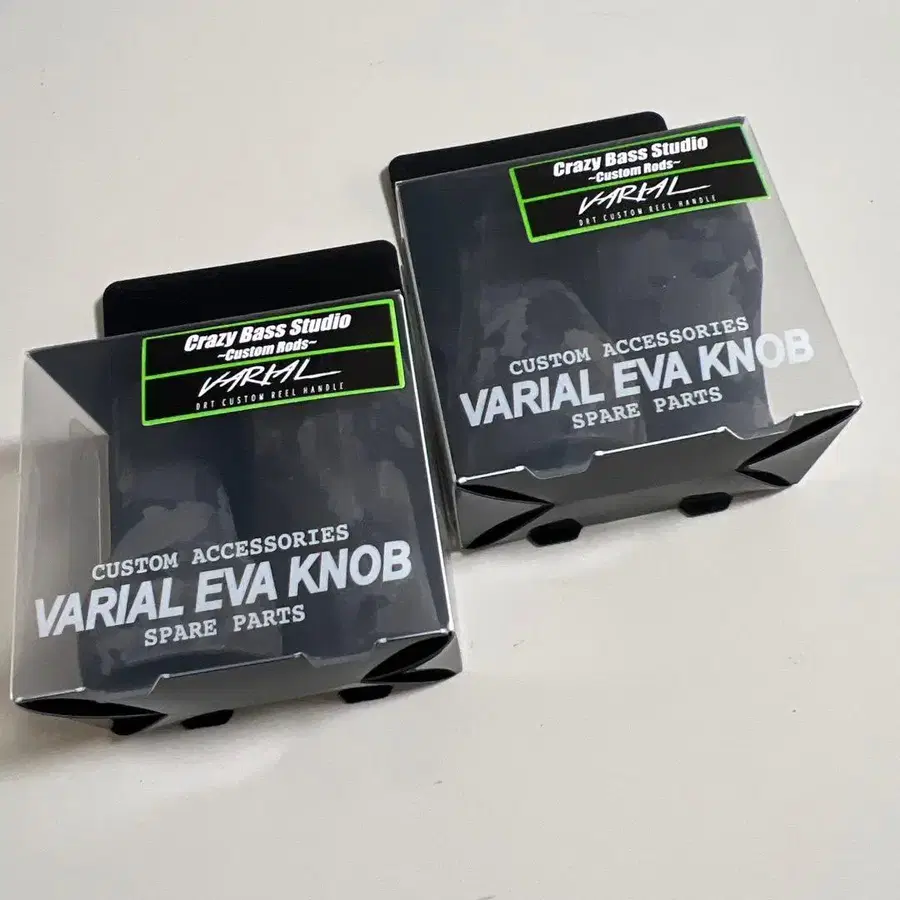 Crazy Bass Studio
~Custom Rods~
VARIAL
DRT CUSTOM REEL HANDLE
CUSTOM ACCESSORIES
VARIAL EVA KNOB
SPARE PARTS
Crazy Bass Studio
~Custom Rods~
VARIAL
DRT CUSTOM REEL HANDLE
CUSTOM ACCESSORIES
VARIAL EVA KNOB
SPARE PARTS